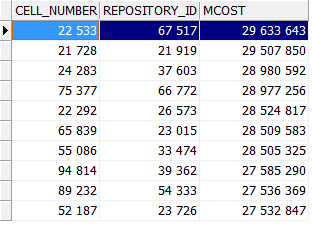 CELL_NUMBER REPOSITORY_ID MCOST
22 533 67 517 29 633 643
21 728 21 919 29 507 850
24 283 37 603 28 980 592
75 377 66 772 28 977 256
22 292 26 573 28 524 817
65 839 23 015 28 509 583
55 086 33 474 28 505 325
94 814 39 362 27 585 290
89 232 54 333 27 536 369
52 187 23 726 27 532 847